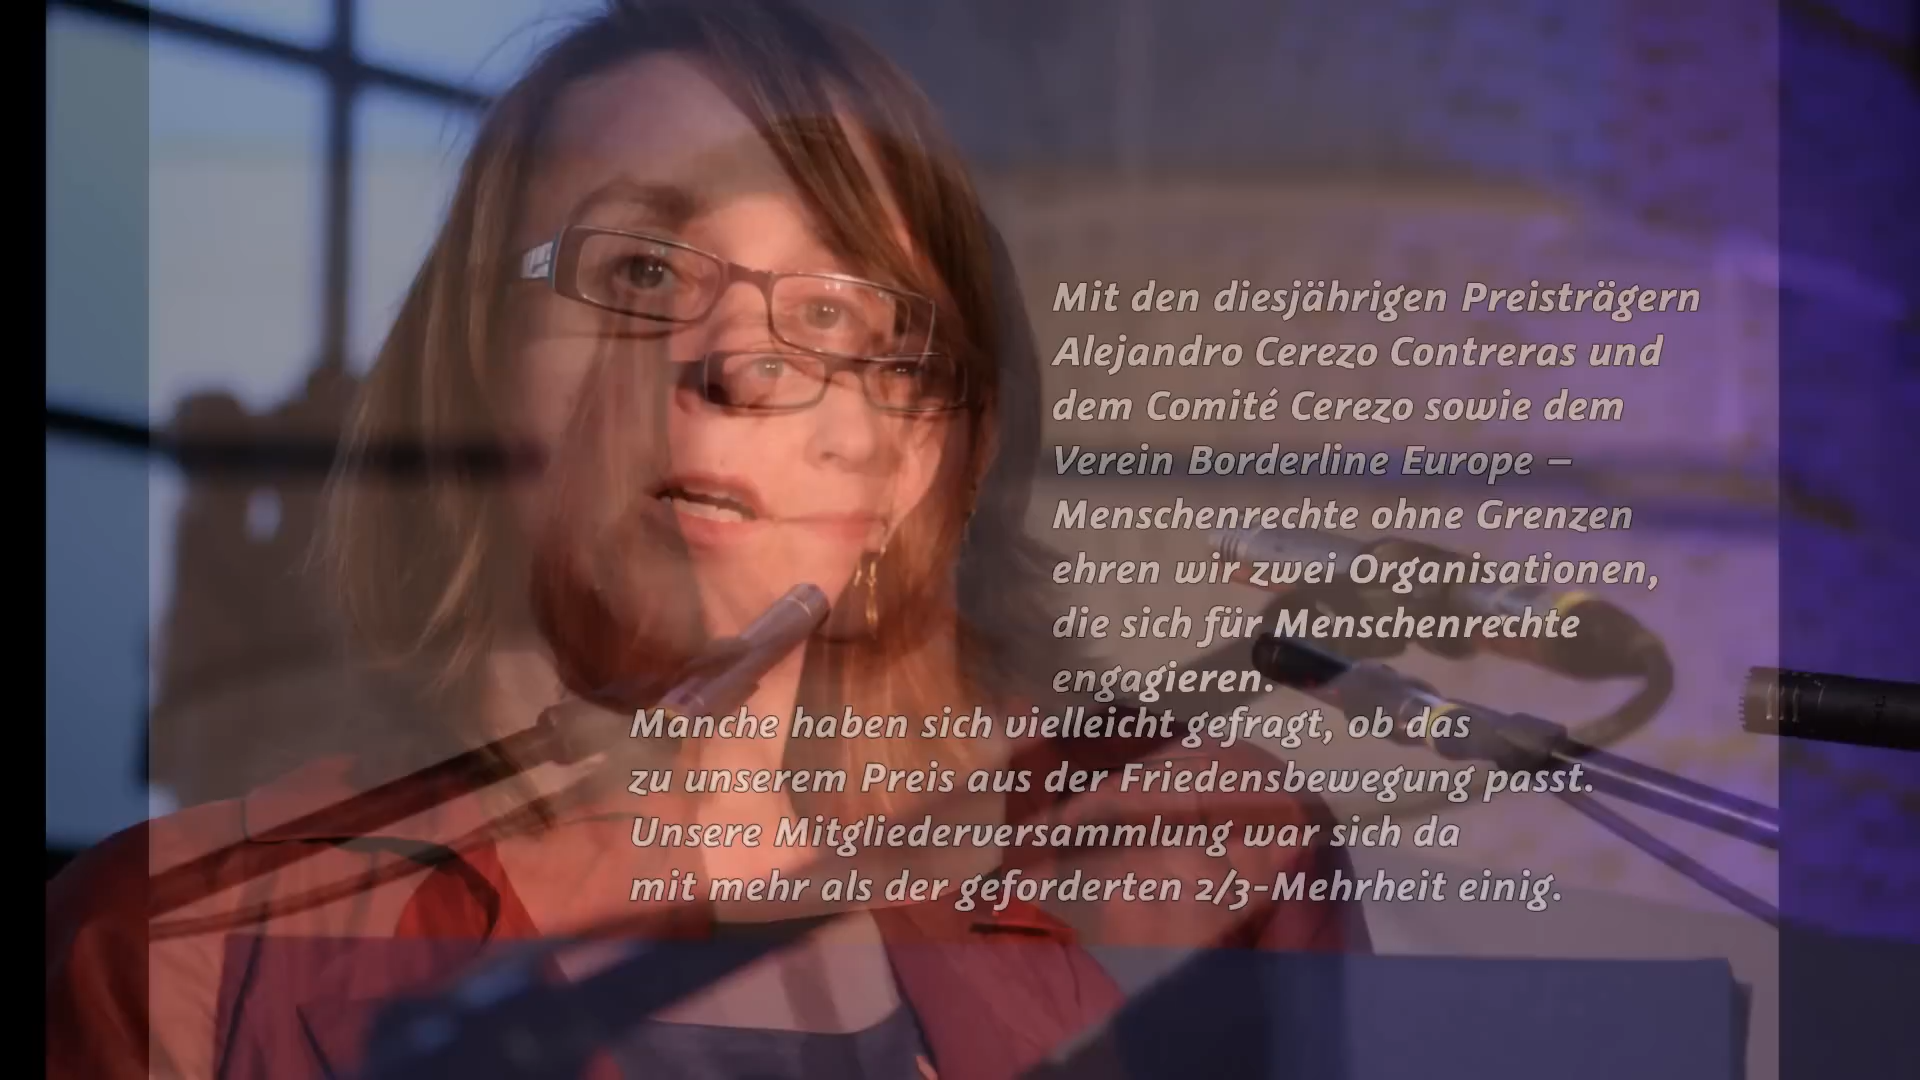 Mit den diesjährigen Preisträgern
Alejandro Cerezo Contreras und
dem Comité Cerezo sowie dem
Verein Borderline Europe –
Menschenrechte ohne Grenzen
ehren wir zwei Organisationen,
die sich für Menschenrechte
engagieren.
Manche haben sich vielleicht gefragt, ob das
zu unserem Preis aus der Friedensbewegung passt.
Unsere Mitgliederversammlung war sich da
mit mehr als der geforderten 2/3-Mehrheit einig.